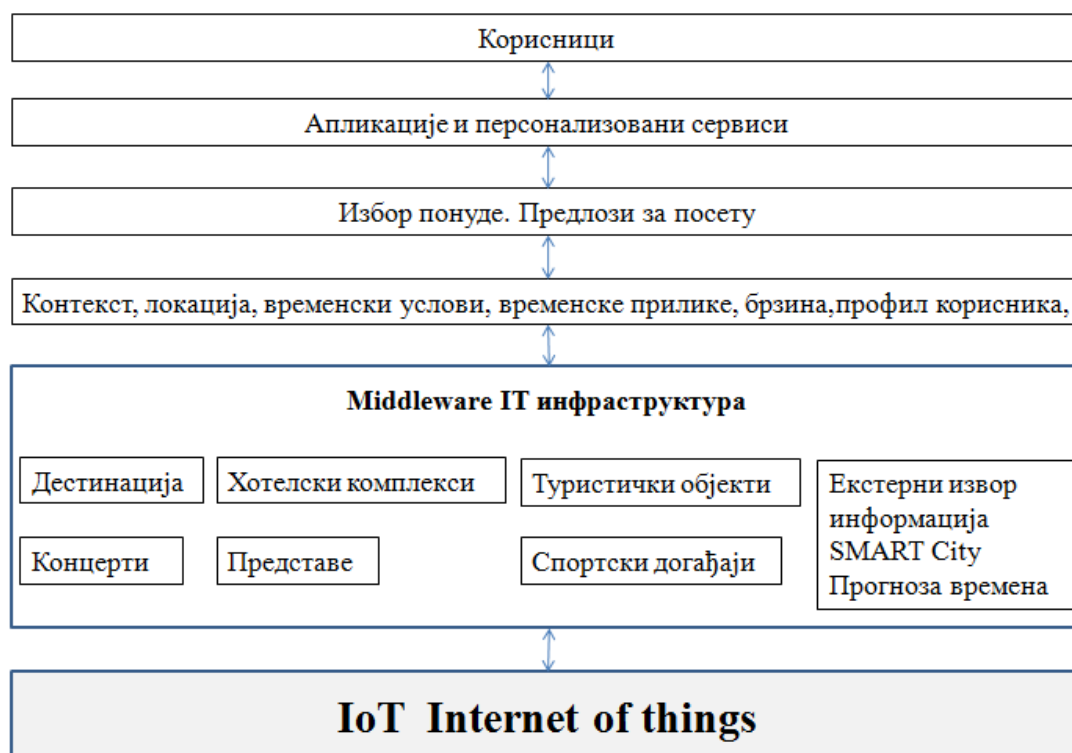 Корисници
Апликације и персонализовани сервиси
Избор понуде. Предлози за посету
Контекст, локација, временски услови, временске прилике, брзина,профил корисника,
Middleware IT инфраструктура
Дестинација
Хотелски комплекси
Туристички објекти
Екстерни извор
информација
SMART City
Прогноза времена
Концерти
Представе
Спортски догађаји
IoT Internet of things